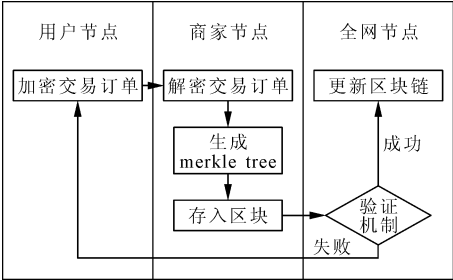 用户节点
商家节点
全网节点
加密交易订单
解密交易订单
更新区块链
生成
merkle tree
成功
存入区块
验证
机制
失败